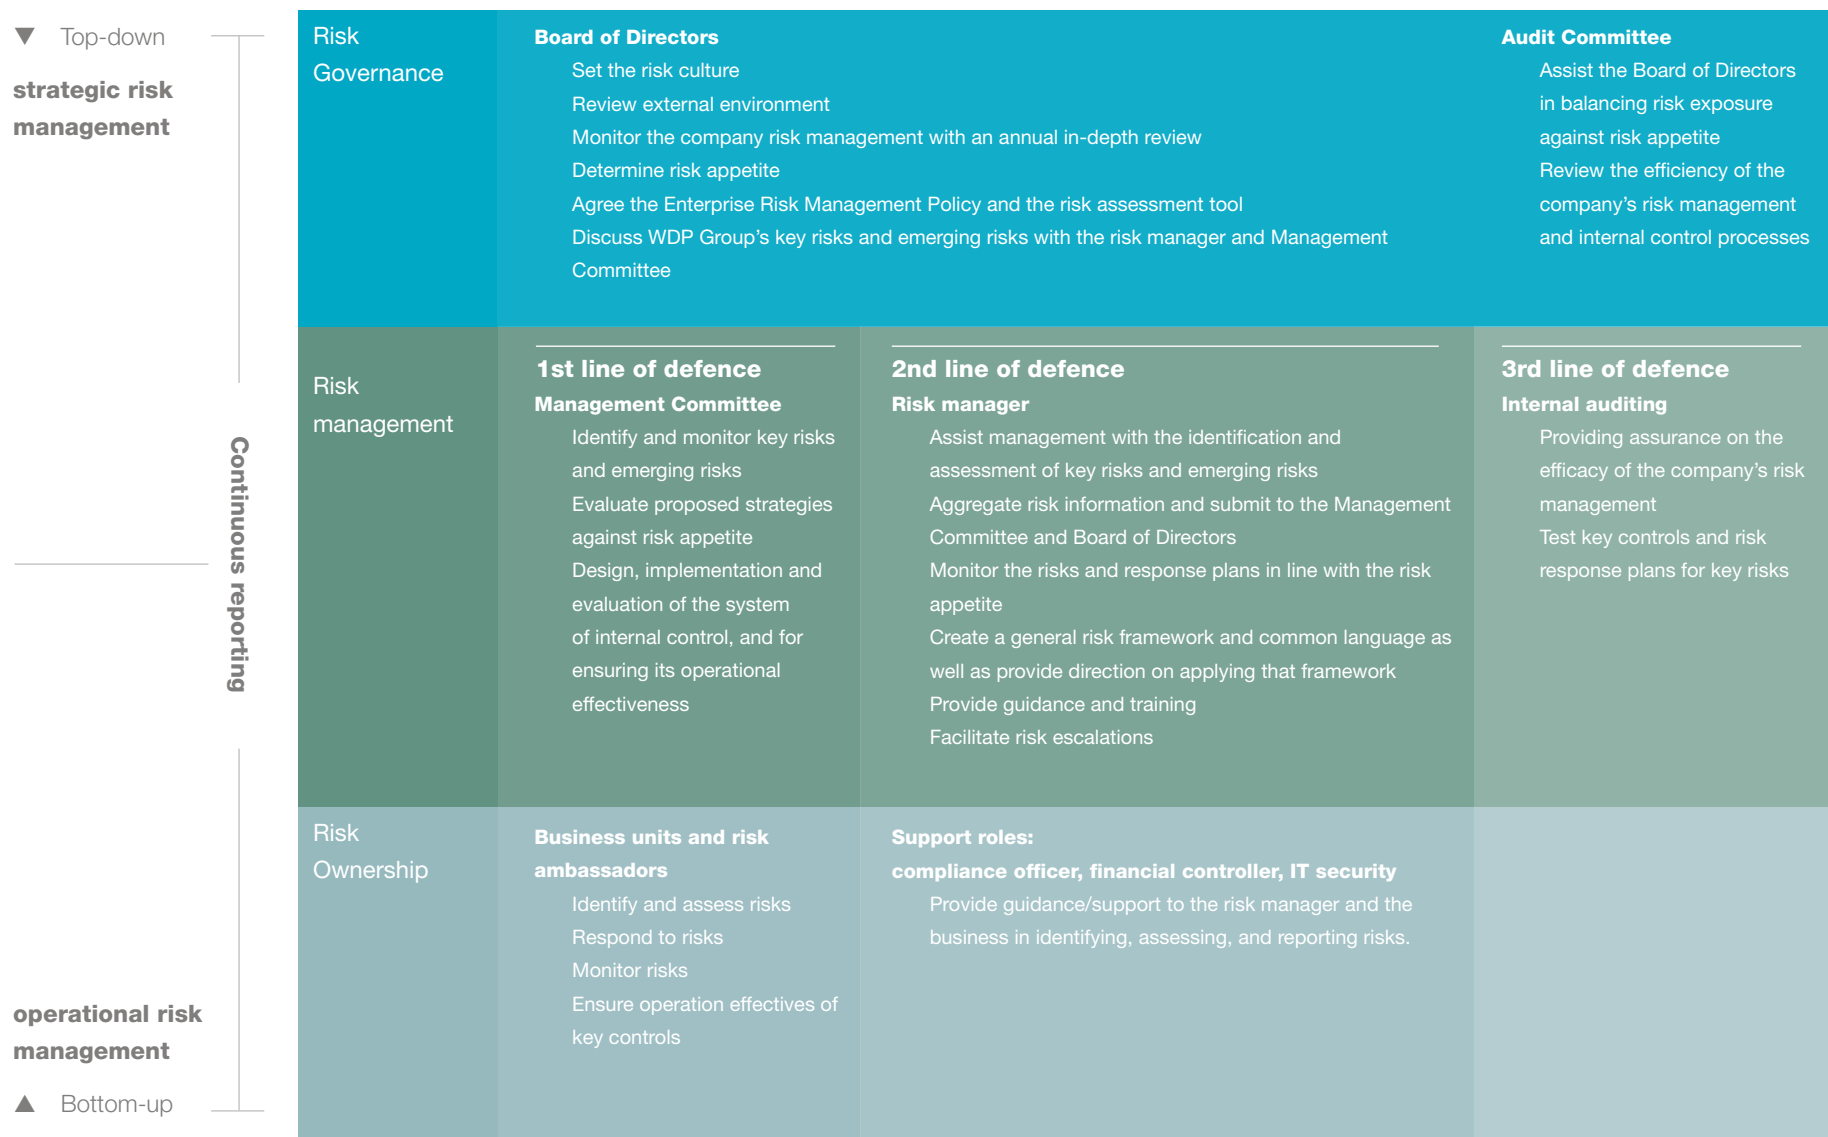 ▼ Top-down
strategic risk
management
Continuous reporting
operational risk
management
▲ Bottom-up
Risk
Governance
Board of Directors
Set the risk culture
Review external environment
Monitor the company risk management with an annual in-depth review
Determine risk appetite
Agree the Enterprise Risk Management Policy and the risk assessment tool
Discuss WDP Group’s key risks and emerging risks with the risk manager and Management
Committee
Audit Committee
Assist the Board of Directors
in balancing risk exposure
against risk appetite
Review the efficiency of the
company’s risk management
and internal control processes
Risk
management
1st line of defence
Management Committee
Identify and monitor key risks
and emerging risks
Evaluate proposed strategies
against risk appetite
Design, implementation and
evaluation of the system
of internal control, and for
ensuring its operational
effectiveness
2nd line of defence
Risk manager
Assist management with the identification and
assessment of key risks and emerging risks
Aggregate risk information and submit to the Management
Committee and Board of Directors
Monitor the risks and response plans in line with the risk
appetite
Create a general risk framework and common language as
well as provide direction on applying that framework
Provide guidance and training
Facilitate risk escalations
3rd line of defence
Internal auditing
Providing assurance on the
efficacy of the company’s risk
management
Test key controls and risk
response plans for key risks
Risk
Ownership
Business units and risk
ambassadors
Identify and assess risks
Respond to risks
Monitor risks
Ensure operation effectives of
key controls
Support roles:
compliance officer, financial controller, IT security
Provide guidance/support to the risk manager and the
business in identifying, assessing, and reporting risks.